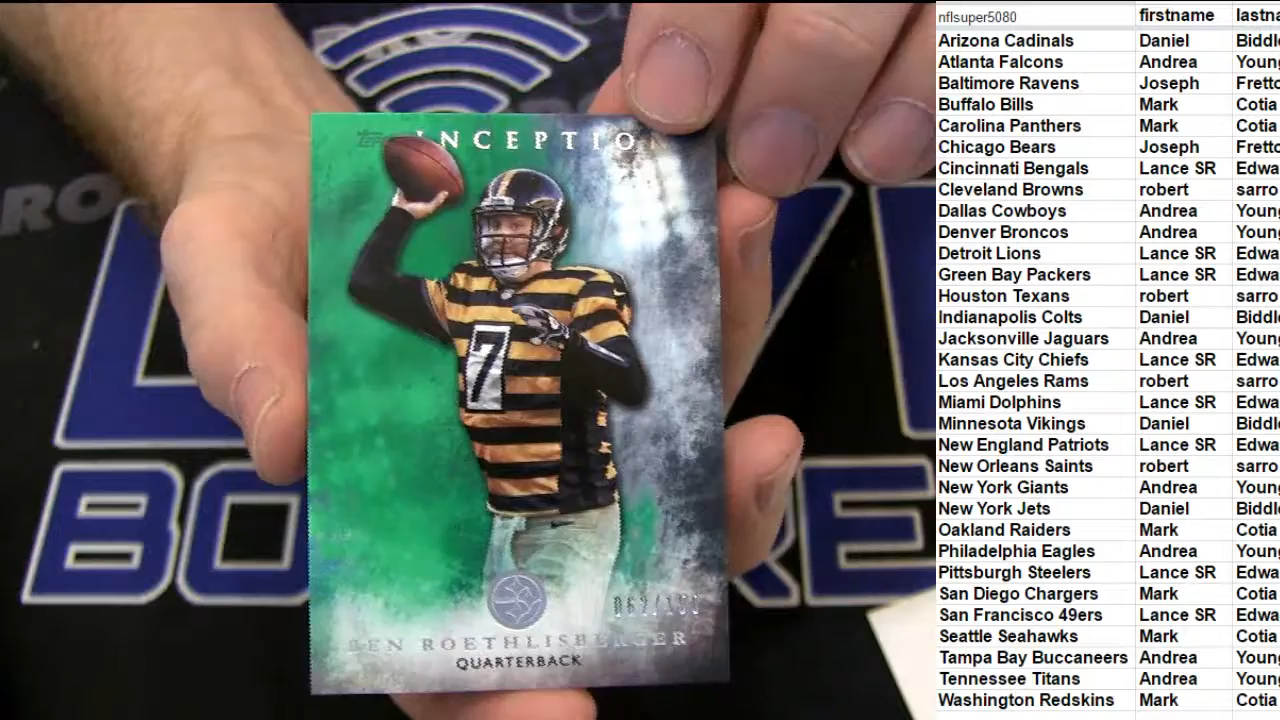 nflsuper5080 firstname lastna
Arizona Cadinals Daniel Biddl
Atlanta Falcons Andrea Young
Baltimore Ravens Joseph Fretto
Buffalo Bills Mark Cotia
Carolina Panthers Mark Cotia
Chicago Bears Joseph Fretto
Cincinnati Bengals Lance SR Edwa
Cleveland Browns robert sarro
Dallas Cowboys Andrea Young
Denver Broncos Andrea Young
Detroit Lions Lance SR Edwa
Green Bay Packers Lance SR Edwa
Houston Texans robert sarro
Indianapolis Colts Daniel Biddl
Jacksonville Jaguars Andrea Young
Kansas City Chiefs Lance SR Edwa
Los Angeles Rams robert sarro
Miami Dolphins Lance SR Edwa
Minnesota Vikings Daniel Biddl
New England Patriots Lance SR Edwa
New Orleans Saints robert sarro
New York Giants Andrea Young
New York Jets Daniel Biddl
Oakland Raiders Mark Cotia
Philadelphia Eagles Andrea Young
Pittsburgh Steelers Lance SR Edwa
San Diego Chargers Mark Cotia
San Francisco 49ers Lance SR Edwa
Seattle Seahawks Mark Cotia
Tampa Bay Buccaneers Andrea Young
Tennessee Titans Andrea Young
Washington Redskins Mark Cotia
Topps INCEPTIO
7
BEN ROETHLISBERGER
QUARTERBACK